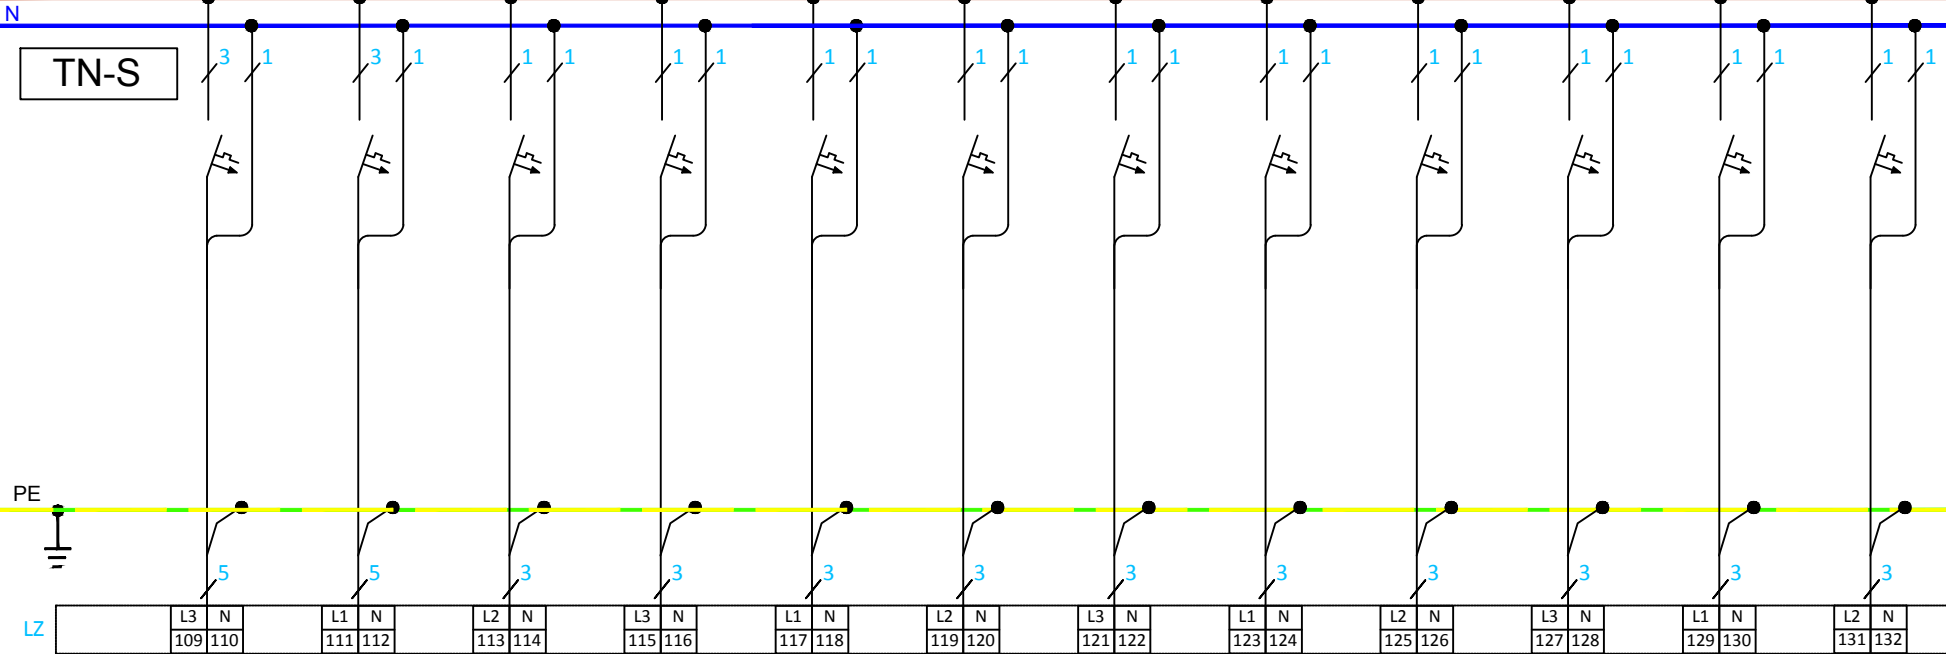 N
3 1 3 1 1 1 1 1 1 1 1 1 1 1 1 1 1 1 1 1 1 1 1 1
TN-S
PE
5 5 3 3 3 3 3 3 3 3 3 3
L3 N L1 N L2 N L3 N L1 N L2 N L3 N L1 N L2 N L3 N L1 N L2 N
LZ
109 110 111 112 113 114 115 116 117 118 119 120 121 122 123 124 125 126 127 128 129 130 131 132